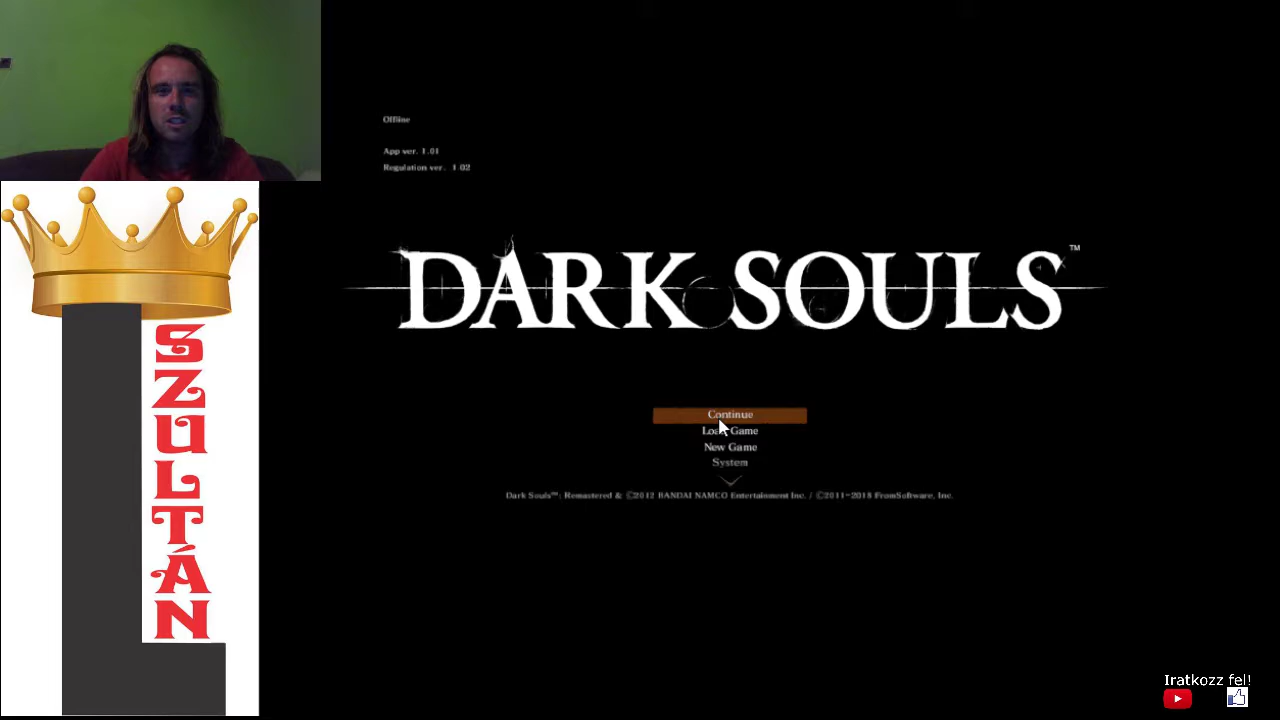 Offline
App ver. 1.01
Regulation ver. 1 02
DARK SOULS™
Continue
Load Game
New Game
System
Dark Souls™: Remastered & ©2012 BANDAI NAMCO Entertainment Inc. / ©2011-2018 FromSoftware, Inc.
L
SZULTÁN
Iratkozz fel!